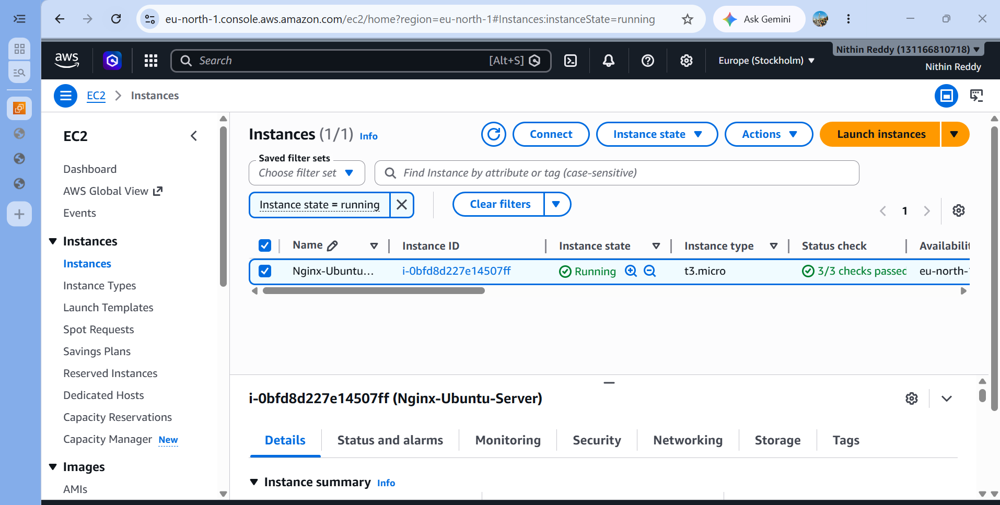 eu-north-1.console.aws.amazon.com/ec2/home?region=eu-north-1#Instances:instanceState=running
Ask Gemini
aws
Search
[Alt+S]
Europe (Stockholm)
Nithin Reddy (131166810718)
Nithin Reddy
EC2
Instances
EC2
Dashboard
AWS Global View
Events
Instances
Instances
Instance Types
Launch Templates
Spot Requests
Savings Plans
Reserved Instances
Dedicated Hosts
Capacity Reservations
Capacity Manager New
Images
AMIs
Instances (1/1) Info
Connect
Instance state
Actions
Launch instances
Saved filter sets
Choose filter set
Find Instance by attribute or tag (case-sensitive)
Instance state = running
Clear filters
1
Name Instance ID Instance state Instance type Status check Availabilit
Nginx-Ubuntu... i-0bfd8d227e14507ff Running t3.micro 3/3 checks passed eu-north-
i-0bfd8d227e14507ff (Nginx-Ubuntu-Server)
Details Status and alarms Monitoring Security Networking Storage Tags
Instance summary Info